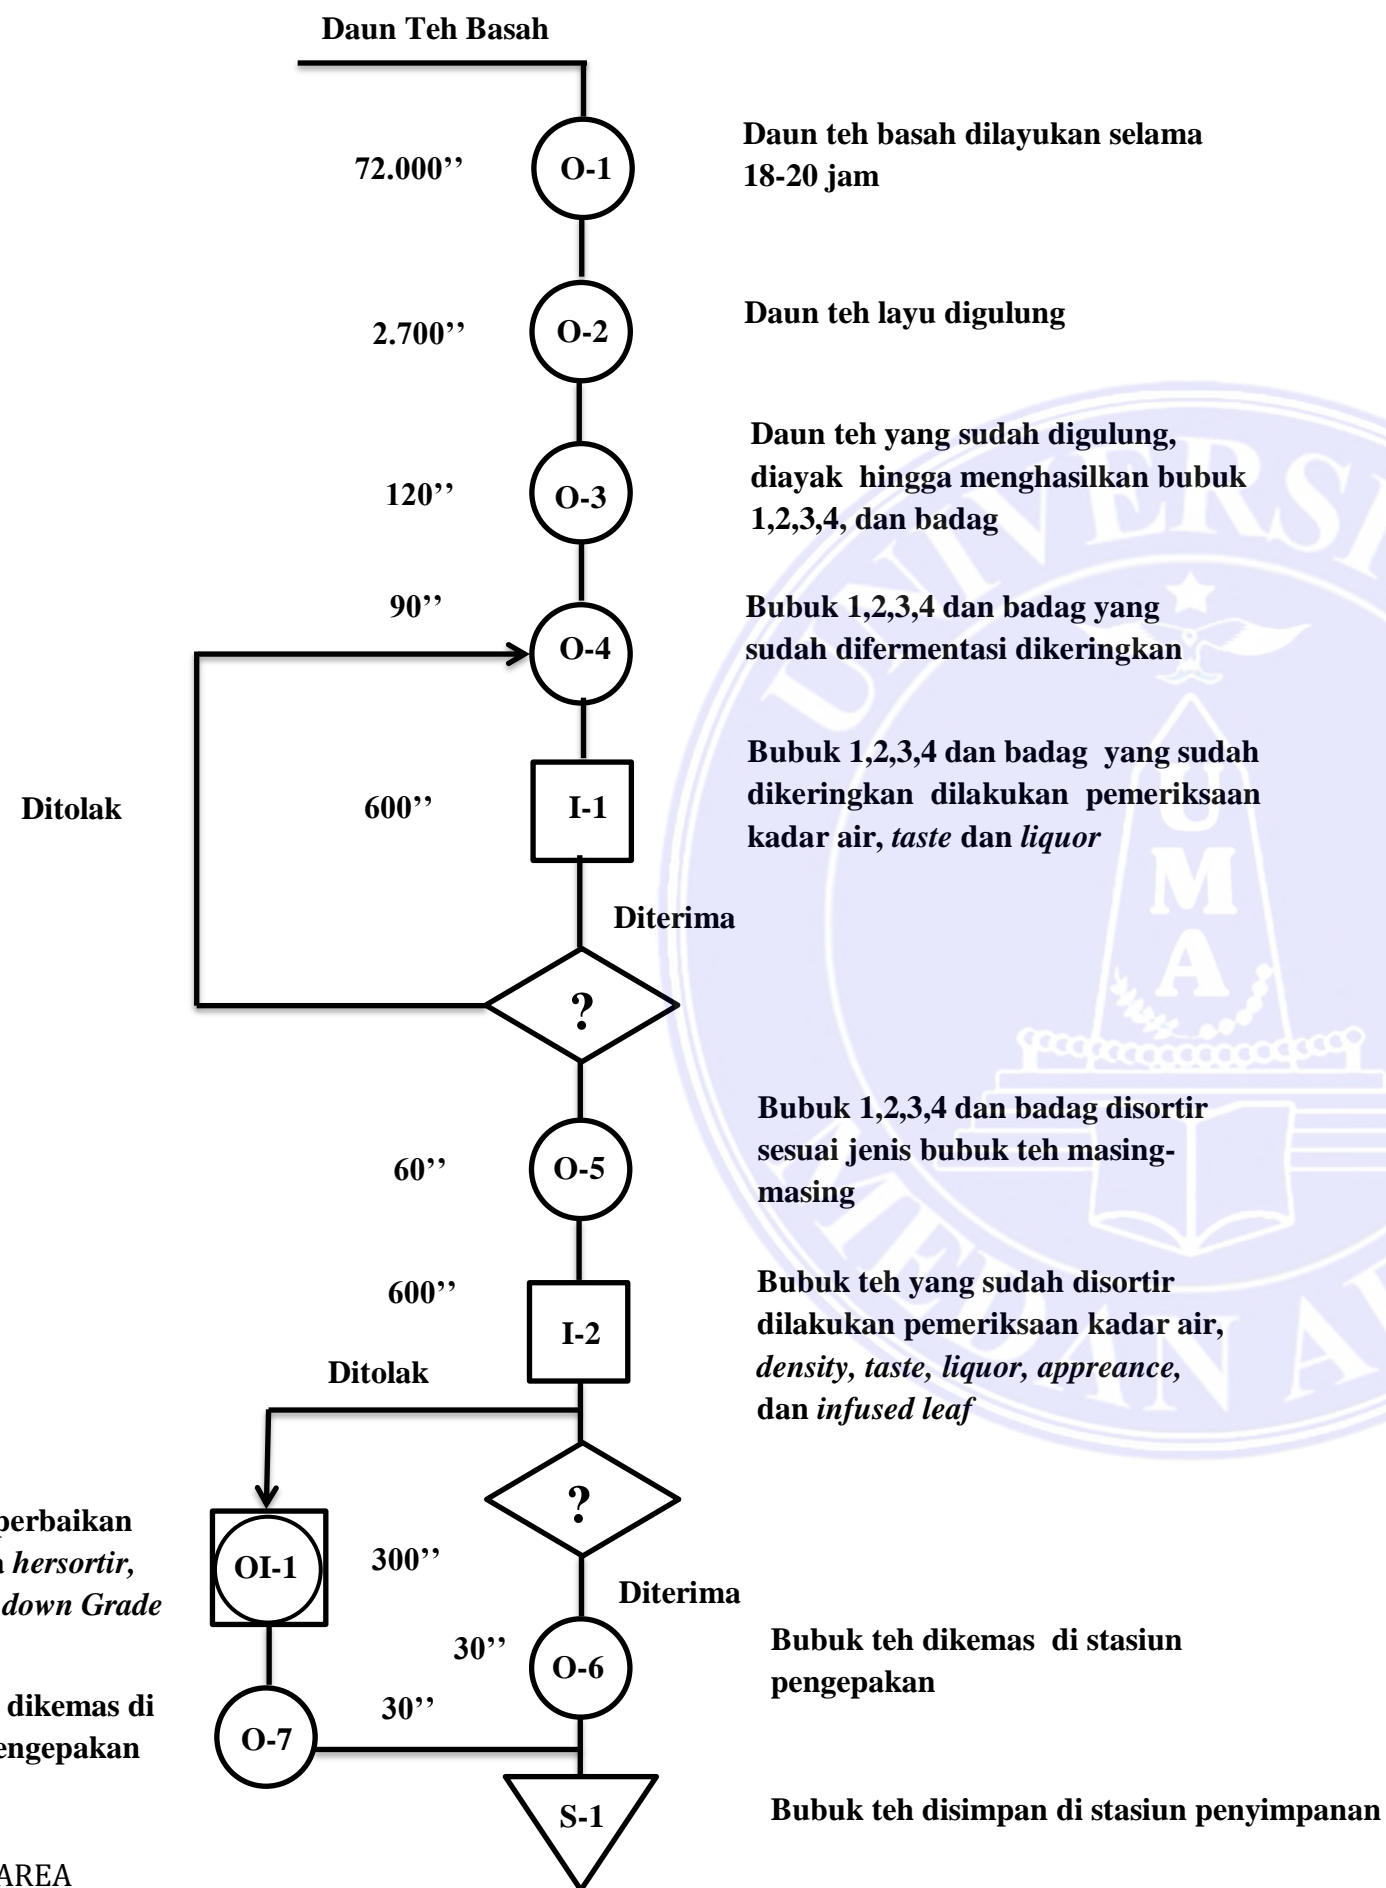 Daun Teh Basah
72.000’’
O-1
Daun teh basah dilayukan selama
18-20 jam
2.700’’
O-2
Daun teh layu digulung
120’’
O-3
Daun teh yang sudah digulung,
diayak hingga menghasilkan bubuk
1,2,3,4, dan badag
90’’
O-4
Bubuk 1,2,3,4 dan badag yang
sudah difermentasi dikeringkan
Ditolak
600’’
I-1
Bubuk 1,2,3,4 dan badag yang sudah
dikeringkan dilakukan pemeriksaan
kadar air, taste dan liquor
Diterima
?
60’’
O-5
Bubuk 1,2,3,4 dan badag disortir
sesuai jenis bubuk teh masing-
masing
600’’
I-2
Bubuk teh yang sudah disortir
dilakukan pemeriksaan kadar air,
density, taste, liquor, appreance,
dan infused leaf
Ditolak
?
perbaikan
hersortir,
down Grade
OI-1
300’’
Diterima
30’’
O-6
Bubuk teh dikemas di stasiun
pengepakan
dikemas di
engepakan
O-7
30’’
S-1
Bubuk teh disimpan di stasiun penyimpanan
AREA
UNIVERSI
UMA
MEDAN A